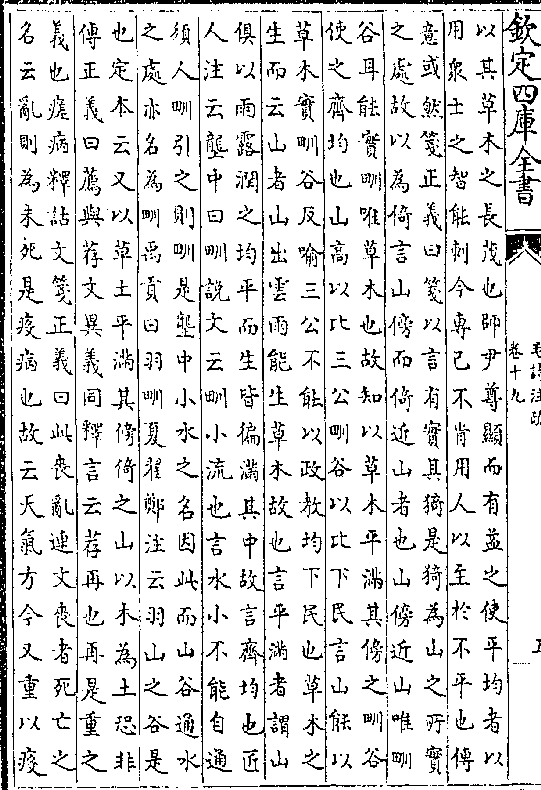 欽定四庫全書
毛詩注疏
卷十九
五
以其草木之長茂也師尹尊顯而有益之使平均者以
用衆士之智能刺今專已不肯用人以至於不平也傳
意或然箋正義曰箋以言有實其猗是猗為山之所實
之處故以為倚言山傍而倚近山者也山傍近山唯畎
谷耳能實畎唯草木也故知以草木平滿其傍之畎谷
使之齊均也山高以比三公畎谷以比下民言山能以
草木實畎谷反喻三公不能以政教均下民也草木之
生而云山者山出雲雨能生草木故也言平滿者謂山
俱以雨露潤之均平而生皆徧滿其中故言齊均也匠
人注云壟中曰畎説文云畎小流也言水小不能自通
須人畎引之則畎是壟中小水之名因此而山谷通水
之處亦名為畎禹貢曰羽畎夏翟鄭注云羽山之谷是
也定本云又以草土平滿其傍倚之山以木為土恐非
傳正義曰薦與荐文異義同釋言云荐再也再是重之
義也瘥病釋詁文箋正義曰此喪亂連文喪者死亡之
名云亂則為未死是疫病也故云天氣方今又重以疫